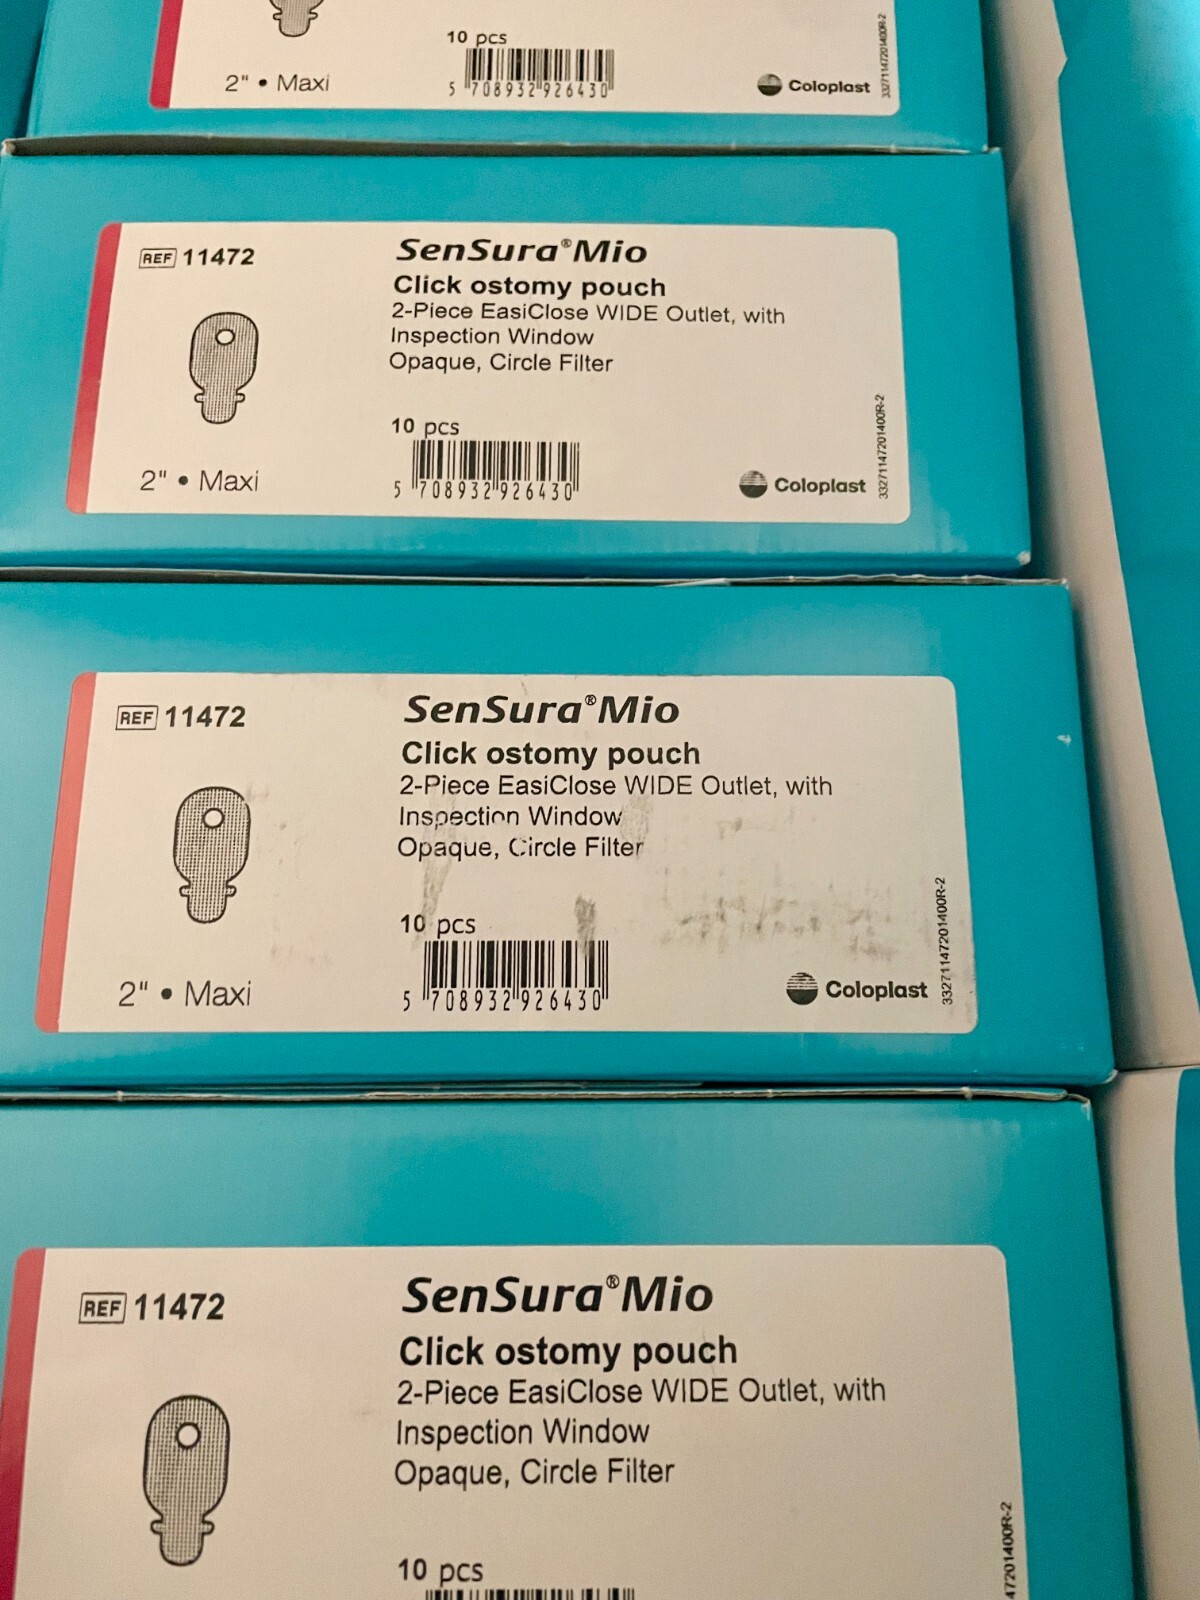 10 pcs
2" • Maxi
5 708932 926430
Coloplast
33271147201400R-2
REF 11472
SenSura®Mio
Click ostomy pouch
2-Piece EasiClose WIDE Outlet, with
Inspection Window
Opaque, Circle Filter
10 pcs
2" • Maxi
5 708932 926430
Coloplast
33271147201400R-2
REF 11472
SenSura®Mio
Click ostomy pouch
2-Piece EasiClose WIDE Outlet, with
Inspection Window
Opaque, Circle Filter
10 pcs
2" • Maxi
5 708932 926430
Coloplast
33271147201400R-2
REF 11472
SenSura®Mio
Click ostomy pouch
2-Piece EasiClose WIDE Outlet, with
Inspection Window
Opaque, Circle Filter
10 pcs
47201400R-2